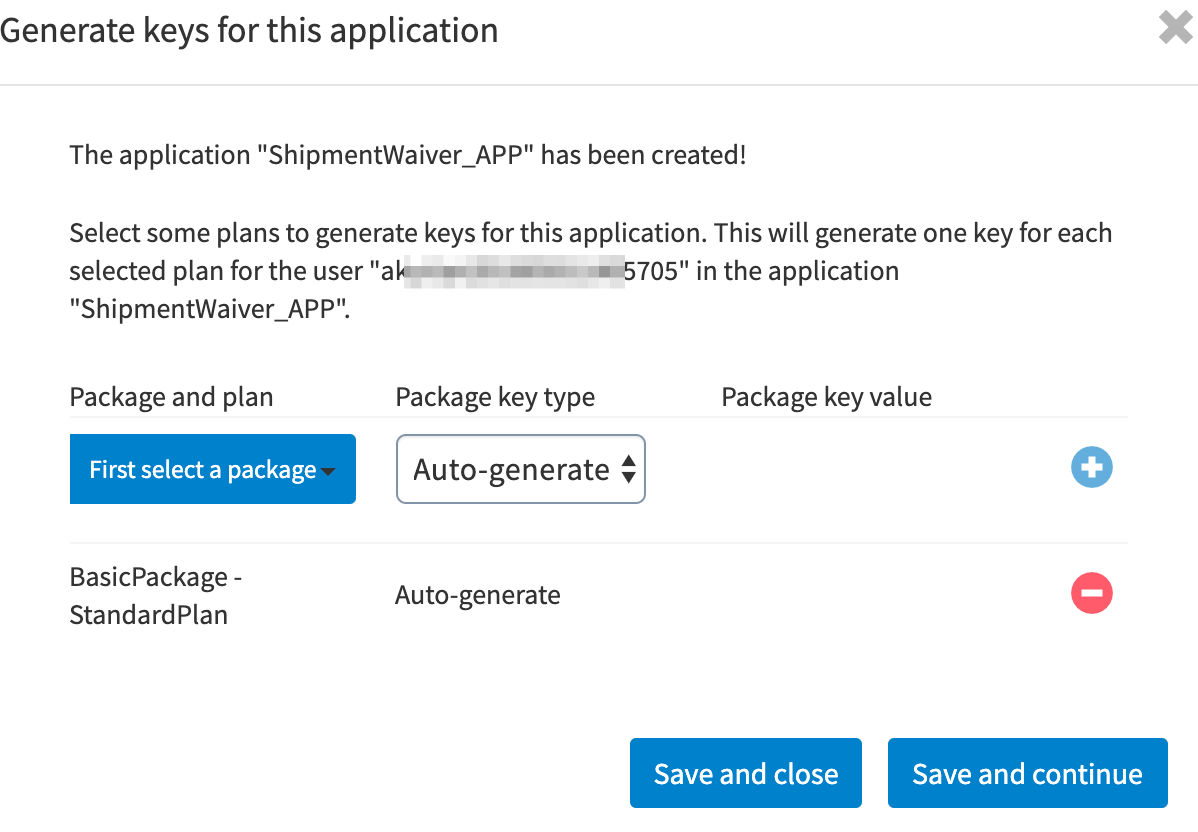 Generate keys for this application
The application "ShipmentWaiver_APP" has been created!
Select some plans to generate keys for this application. This will generate one key for each
selected plan for the user "ak 5705" in the application
"ShipmentWaiver_APP".
Package and plan Package key type Package key value
First select a package Auto-generate
BasicPackage -
StandardPlan
Auto-generate
Save and close Save and continue